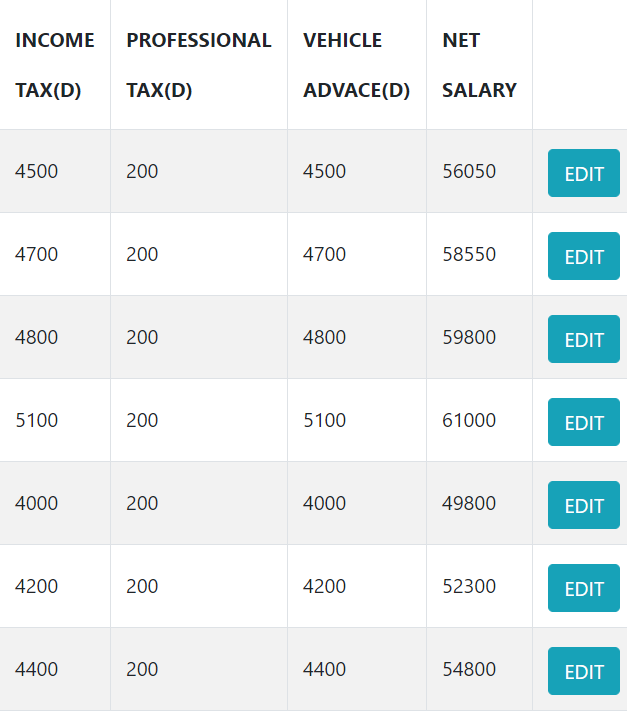 INCOME PROFESSIONAL VEHICLE NET
TAX(D) TAX(D) ADVACE(D) SALARY
4500 200 4500 56050 EDIT
4700 200 4700 58550 EDIT
4800 200 4800 59800 EDIT
5100 200 5100 61000 EDIT
4000 200 4000 49800 EDIT
4200 200 4200 52300 EDIT
4400 200 4400 54800 EDIT